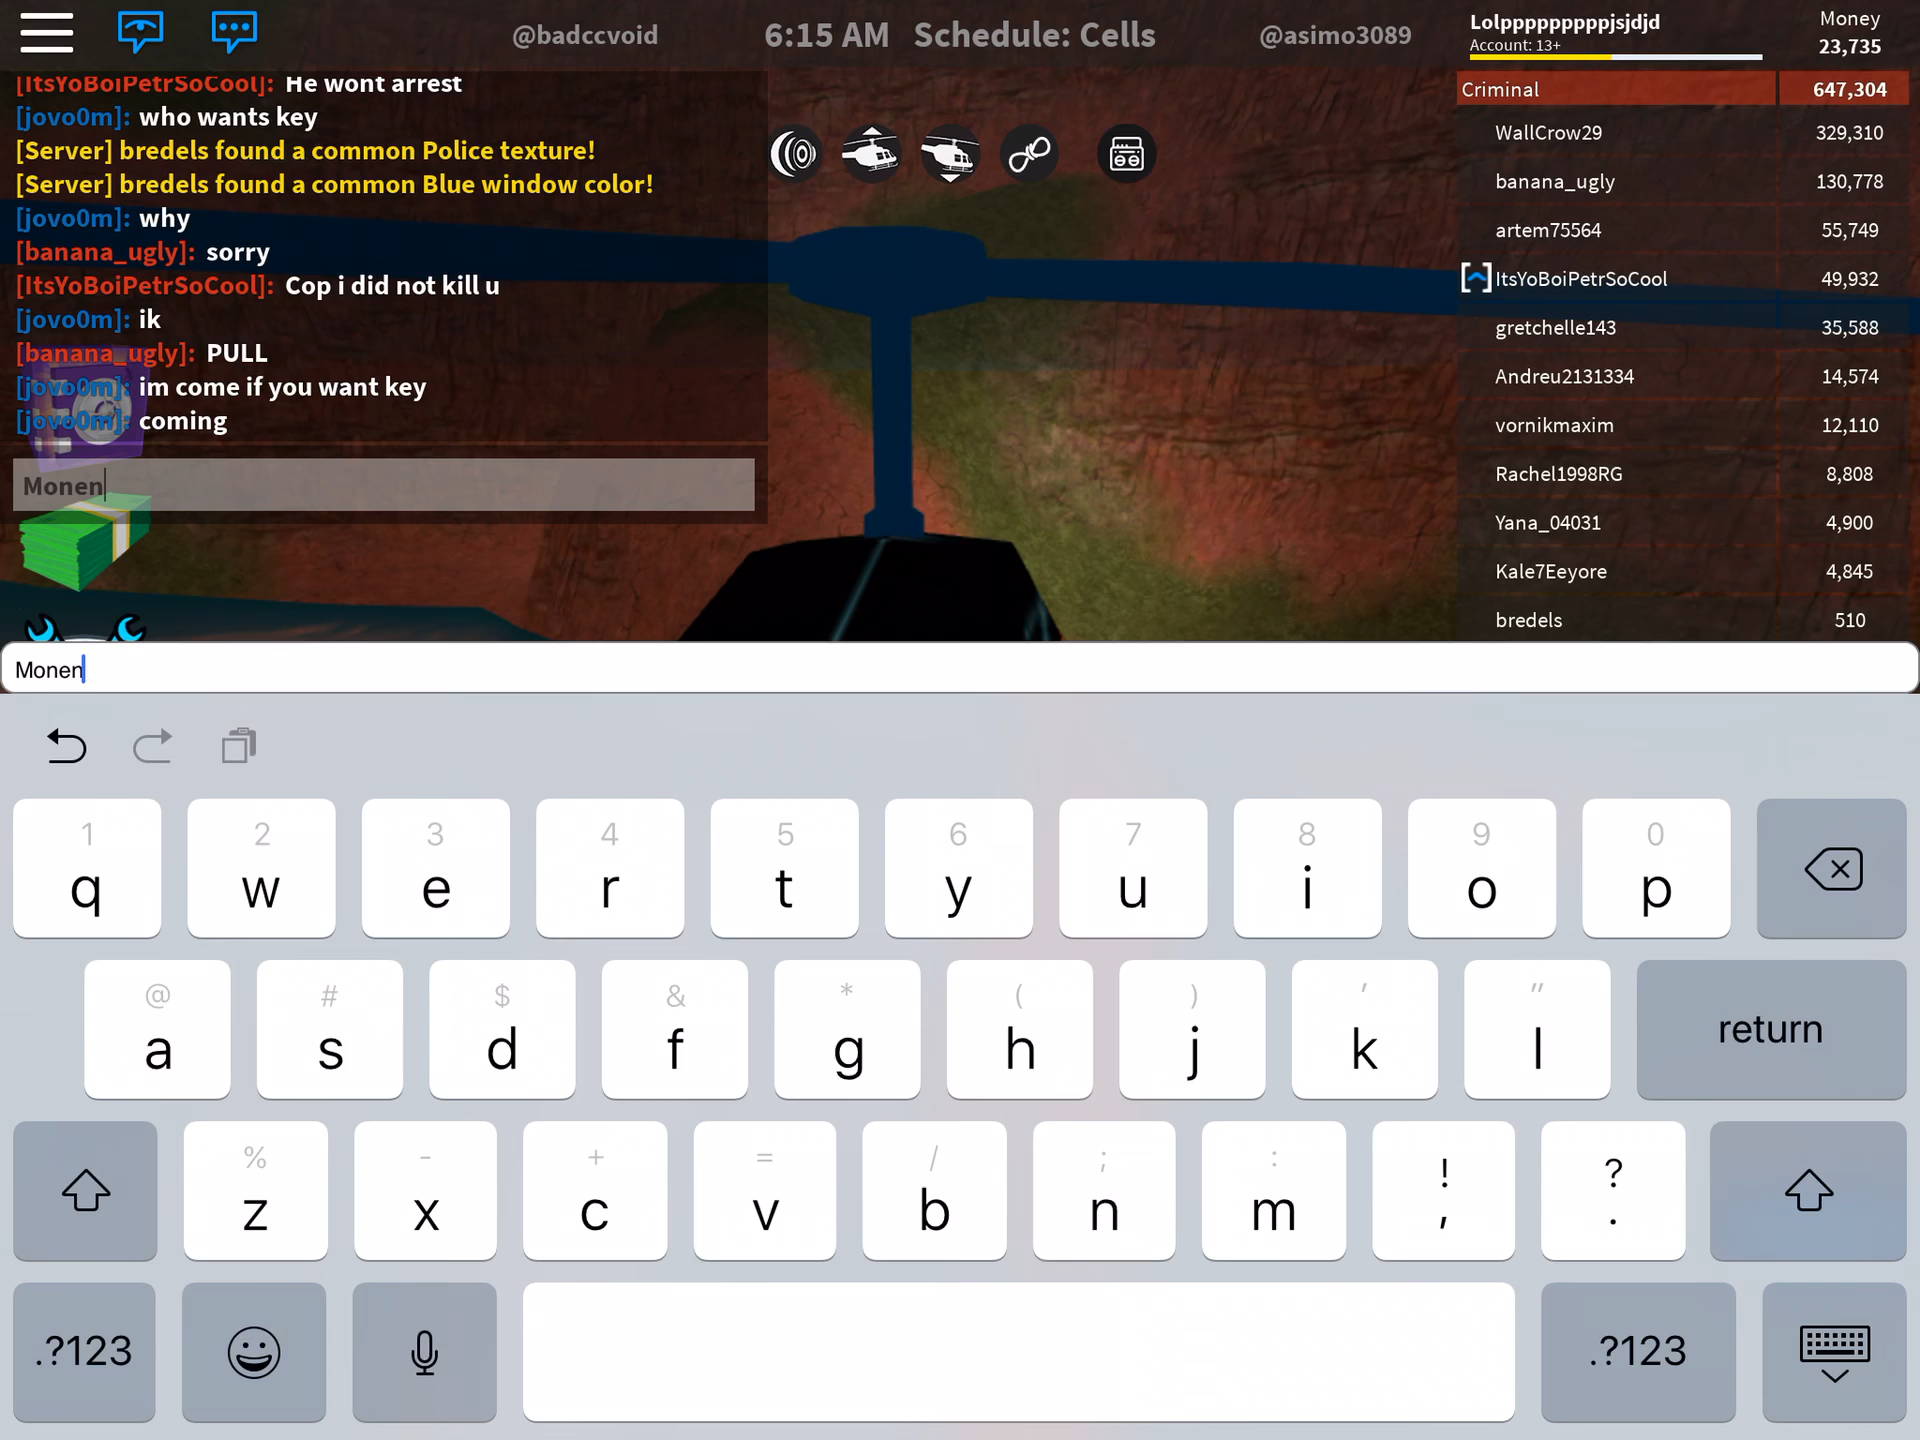 @badccvoid 6:15 AM Schedule: Cells @asimo3089
Lolpppppppppjsjdjd Money
Account: 13+ 23,735
[ItsYoBoiPetrSoCool]: He wont arrest
[jovo0m]: who wants key
[Server] bredels found a common Police texture!
[Server] bredels found a common Blue window color!
[jovo0m]: why
[banana_ugly]: sorry
[ItsYoBoiPetrSoCool]: Cop i did not kill u
[jovo0m]: ik
[banana_ugly]: PULL
[jovo0m]: im come if you want key
[jovo0m]: coming
Monen
Criminal 647,304
WallCrow29 329,310
banana_ugly 130,778
artem75564 55,749
ItsYoBoiPetrSoCool 49,932
gretchelle143 35,588
Andreu2131334 14,574
vornikmaxim 12,110
Rachel1998RG 8,808
Yana_04031 4,900
Kale7Eeyore 4,845
bredels 510
Monen
1 2 3 4 5 6 7 8 9 0
q w e r t y u i o p
@ # $ & * ( ) ' "
a s d f g h j k l return
% - + = / ; : ! ?
z x c v b n m , .
.?123 .?123